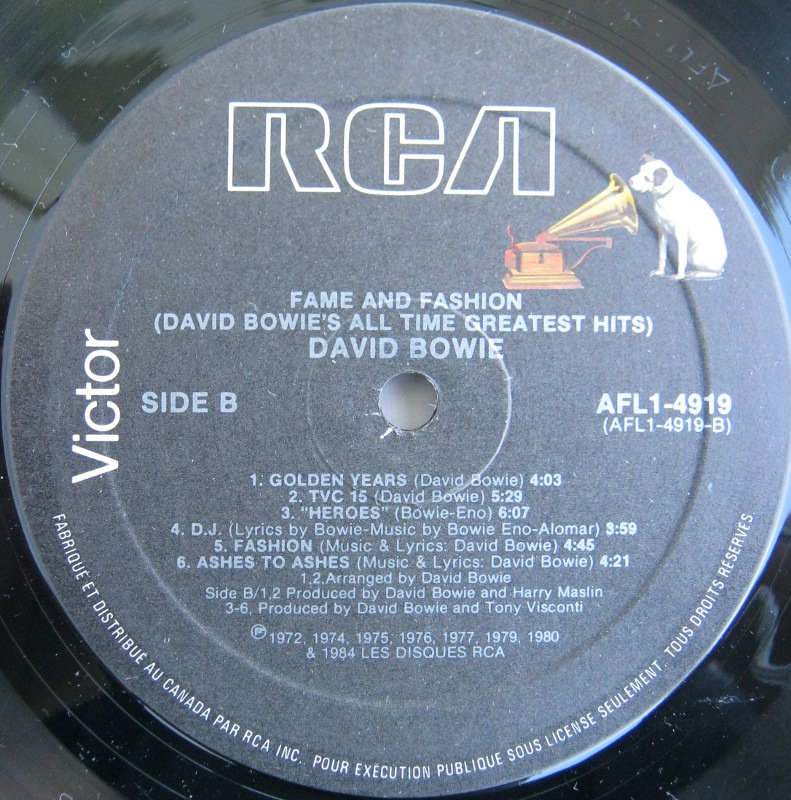 RCA
FAME AND FASHION
(DAVID BOWIE'S ALL TIME GREATEST HITS)
DAVID BOWIE
Victor
SIDE B
AFL1-4919
(AFL1-4919-B)
1. GOLDEN YEARS (David Bowie) 4:03
2. TVC 15 (David Bowie) 5:29
3. "HEROES" (Bowie-Eno) 6:07
4. D.J. (Lyrics by Bowie-Music by Bowie Eno-Alomar) 3:59
5. FASHION (Music & Lyrics: David Bowie) 4:45
6. ASHES TO ASHES (Music & Lyrics: David Bowie) 4:21
1,2,Arranged by David Bowie
Side B/1,2 Produced by David Bowie and Harry Maslin
3-6, Produced by David Bowie and Tony Visconti
℗ 1972, 1974, 1975, 1976, 1977, 1979, 1980
& 1984 LES DISQUES RCA
FABRIQUÉ ET DISTRIBUÉ AU CANADA PAR RCA INC.. POUR EXÉCUTION PUBLIQUE SOUS LICENSE SEULEMENT. TOUS DROITS RÉSERVÉS